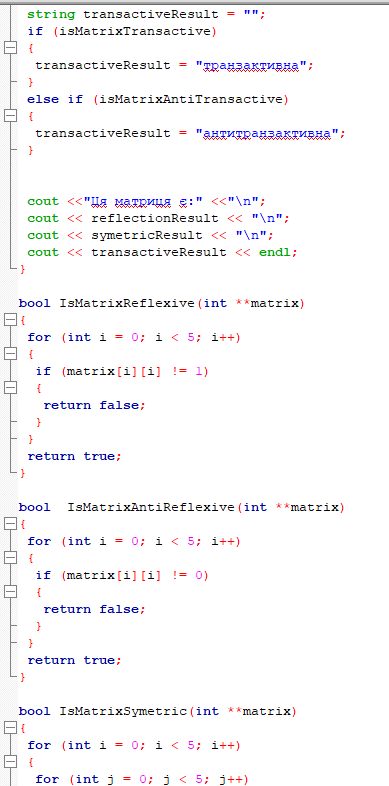 string transactiveResult = "";
if (isMatrixTransactive)
{
transactiveResult = "транзактивна";
}
else if (isMatrixAntiTransactive)
{
transactiveResult = "антитранзактивна";
}
cout <<"Ця матриця є:" <<"\n";
cout << reflectionResult << "\n";
cout << symetricResult << "\n";
cout << transactiveResult << endl;
}
bool IsMatrixReflexive(int **matrix)
{
for (int i = 0; i < 5; i++)
{
if (matrix[i][i] != 1)
{
return false;
}
}
return true;
}
bool  IsMatrixAntiReflexive(int **matrix)
{
for (int i = 0; i < 5; i++)
{
if (matrix[i][i] != 0)
{
return false;
}
}
return true;
}
bool IsMatrixSymetric(int **matrix)
{
for (int i = 0; i < 5; i++)
{
for (int j = 0; j < 5; j++)